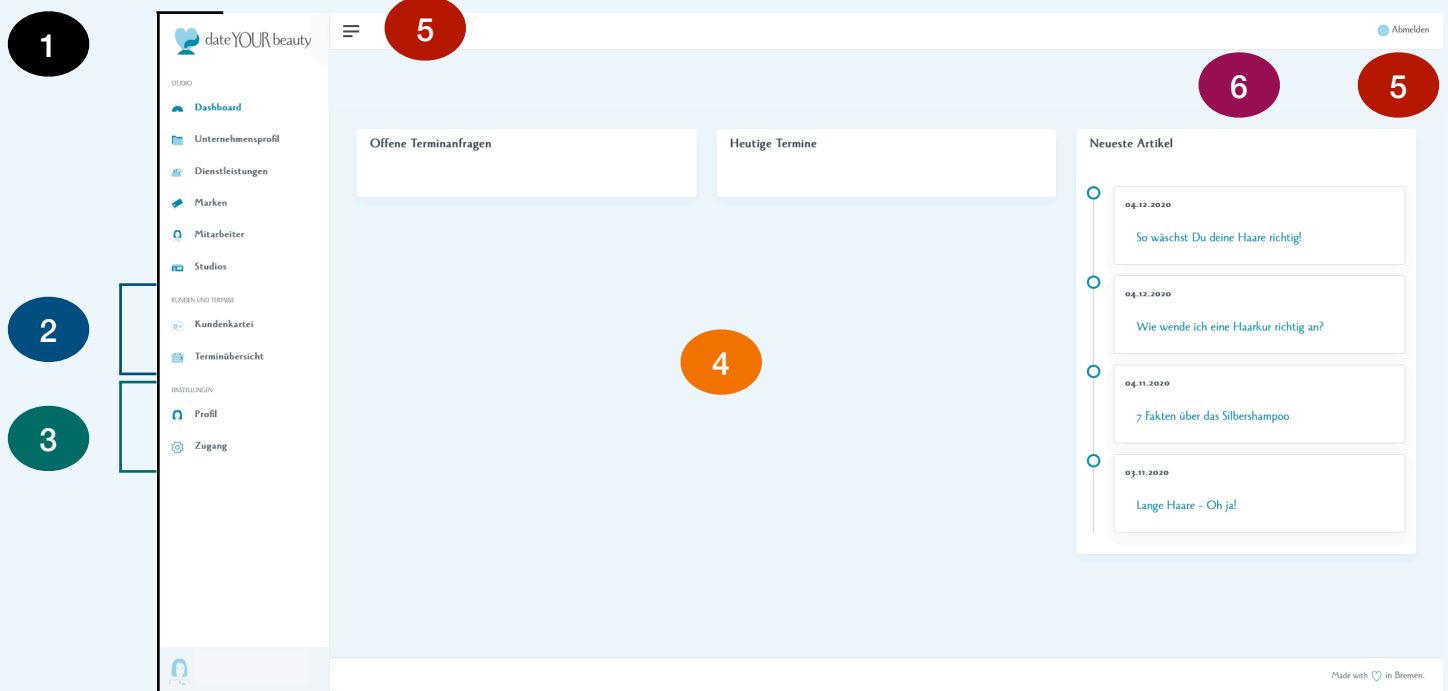 1
date YOUR beauty
5
Abmelden
STUDIO
6
5
Dashboard
Unternehmensprofil
Dienstleistungen
Marken
Mitarbeiter
Studios
Offene Terminanfragen
Heutige Termine
Neueste Artikel
04.12.2020
So wäschst Du deine Haare richtig!
04.12.2020
Wie wende ich eine Haarkur richtig an?
04.11.2020
7 Fakten über das Silbershampoo
03.11.2020
Lange Haare - Oh ja!
2
KUNDEN UND TERMINE
Kundenkartei
Terminübersicht
4
3
EINSTELLUNGEN
Profil
Zugang
Made with ♡ in Bremen.